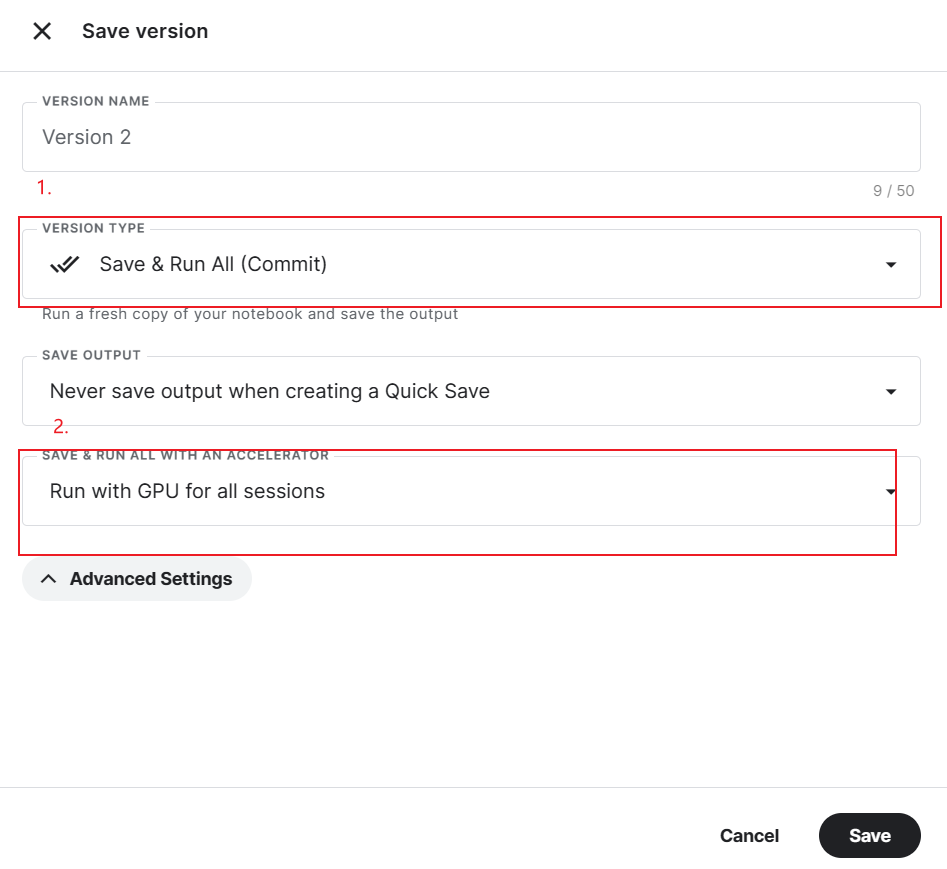 Save version
VERSION NAME
Version 2
1.
9 / 50
VERSION TYPE
Save & Run All (Commit)
Run a fresh copy of your notebook and save the output
SAVE OUTPUT
Never save output when creating a Quick Save
2.
SAVE & RUN ALL WITH AN ACCELERATOR
Run with GPU for all sessions
Advanced Settings
Cancel
Save